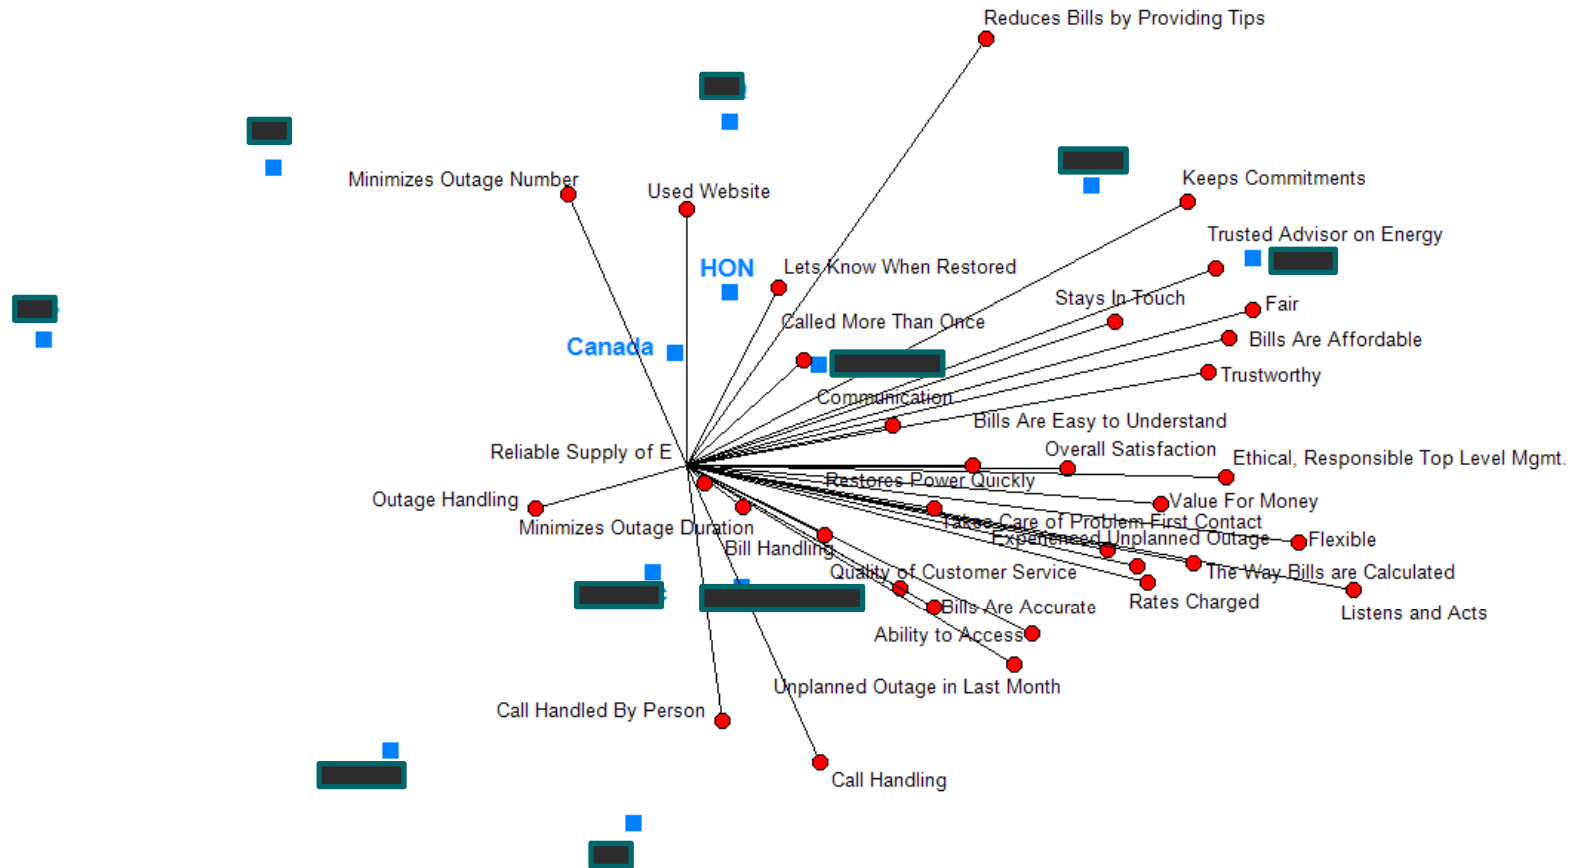 Reduces Bills by Providing Tips
Minimizes Outage Number
Used Website
Keeps Commitments
Trusted Advisor on Energy
HON
Lets Know When Restored
Stays In Touch
Fair
Called More Than Once
Bills Are Affordable
Canada
Trustworthy
Communication
Bills Are Easy to Understand
Reliable Supply of E
Overall Satisfaction
Ethical, Responsible Top Level Mgmt.
Restores Power Quickly
Outage Handling
Value For Money
Minimizes Outage Duration
Takes Care of Problem First Contact
Experienced Unplanned Outage
Flexible
Bill Handling
Quality of Customer Service
The Way Bills are Calculated
Rates Charged
Bills Are Accurate
Listens and Acts
Ability to Access
Unplanned Outage in Last Month
Call Handled By Person
Call Handling